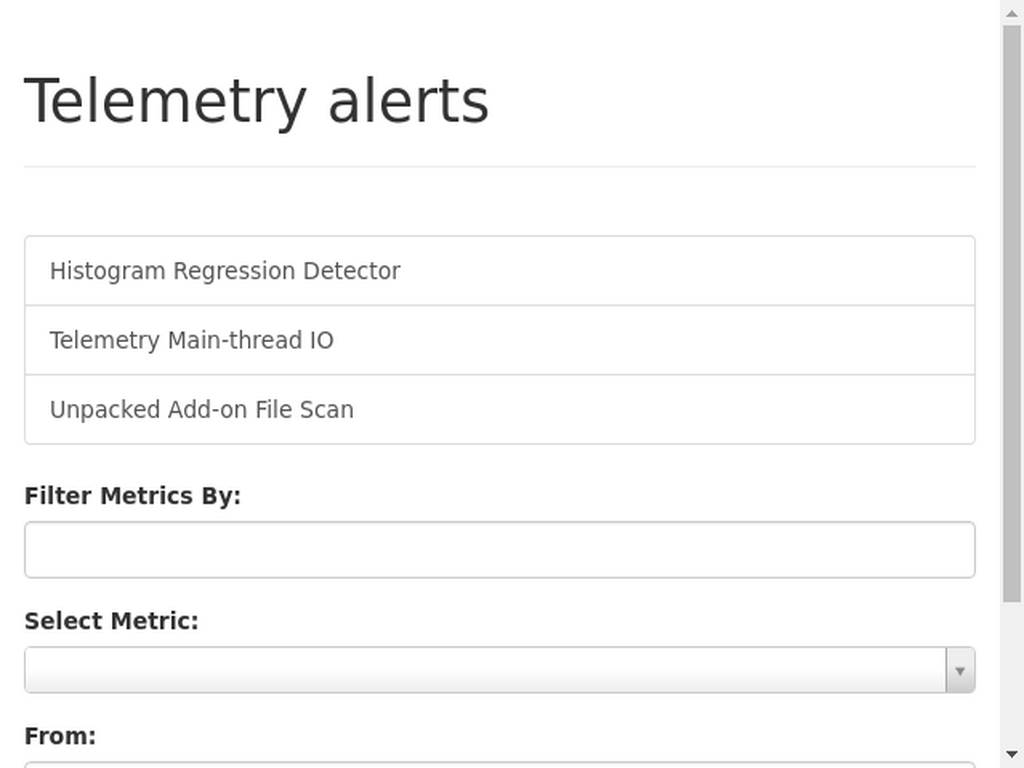 Telemetry alerts
Histogram Regression Detector
Telemetry Main-thread IO
Unpacked Add-on File Scan
Filter Metrics By:
Select Metric:
From: